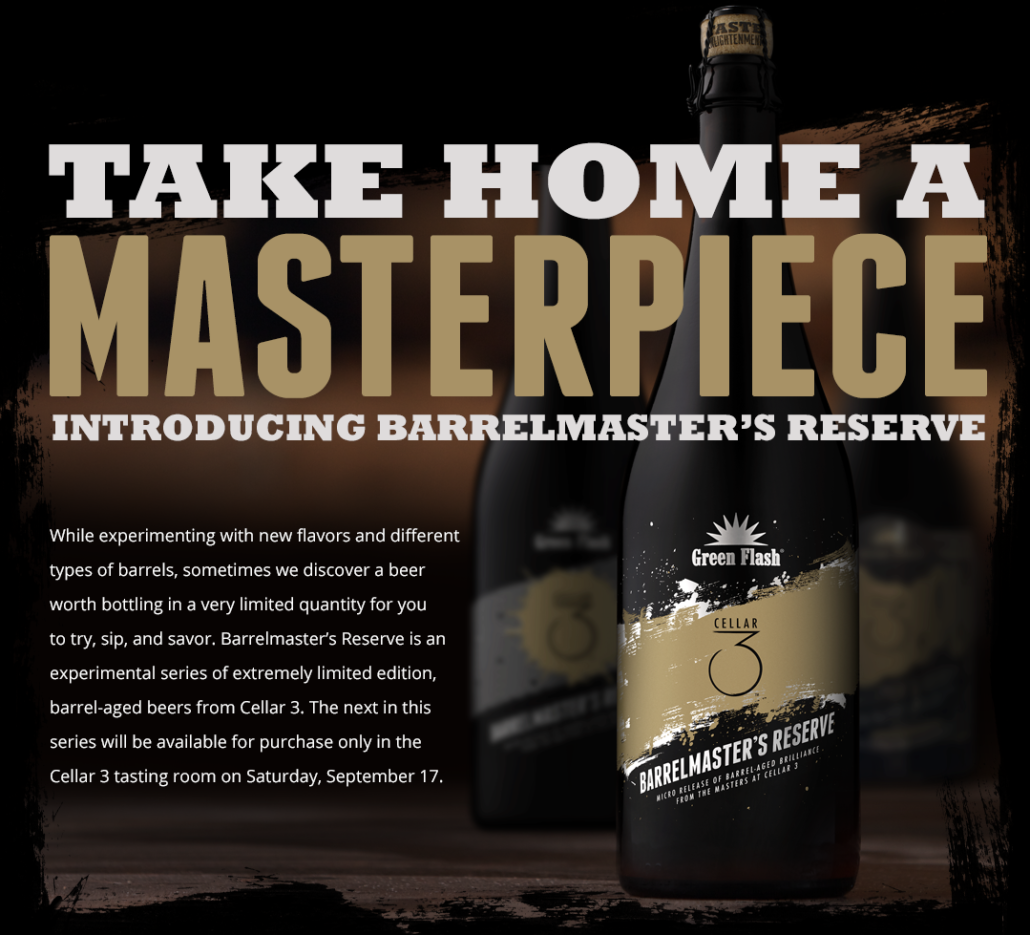 TASTE
TAKE HOME A
MASTERPIECE
INTRODUCING BARRELMASTER'S RESERVE
While experimenting with new flavors and different
types of barrels, sometimes we discover a beer
worth bottling in a very limited quantity for you
to try, sip, and savor. Barrelmaster's Reserve is an
experimental series of extremely limited edition,
barrel-aged beers from Cellar 3. The next in this
series will be available for purchase only in the
Cellar 3 tasting room on Saturday, September 17.
Green Flash
CELLAR
3
BARRELMASTER'S RESERVE
MICRO RELEASE OF BARREL-AGED BRILLIANCE
FROM THE MASTERS AT CELLAR 3